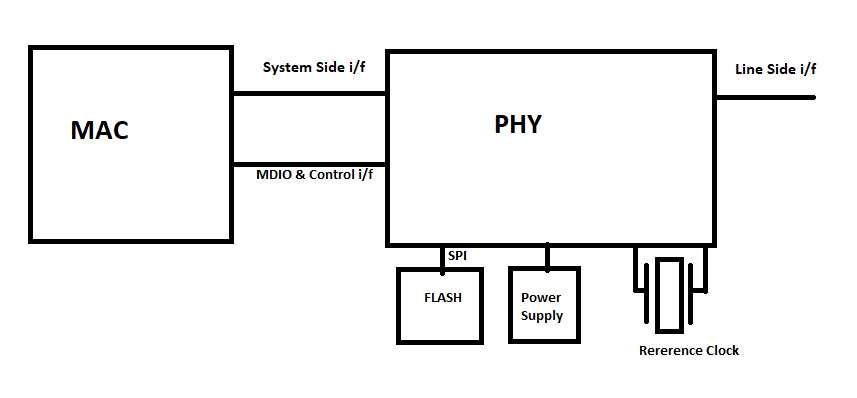 System Side i/f
Line Side i/f
MAC
PHY
MDIO & Control i/f
SPI
FLASH
Power
Supply
Rererence Clock